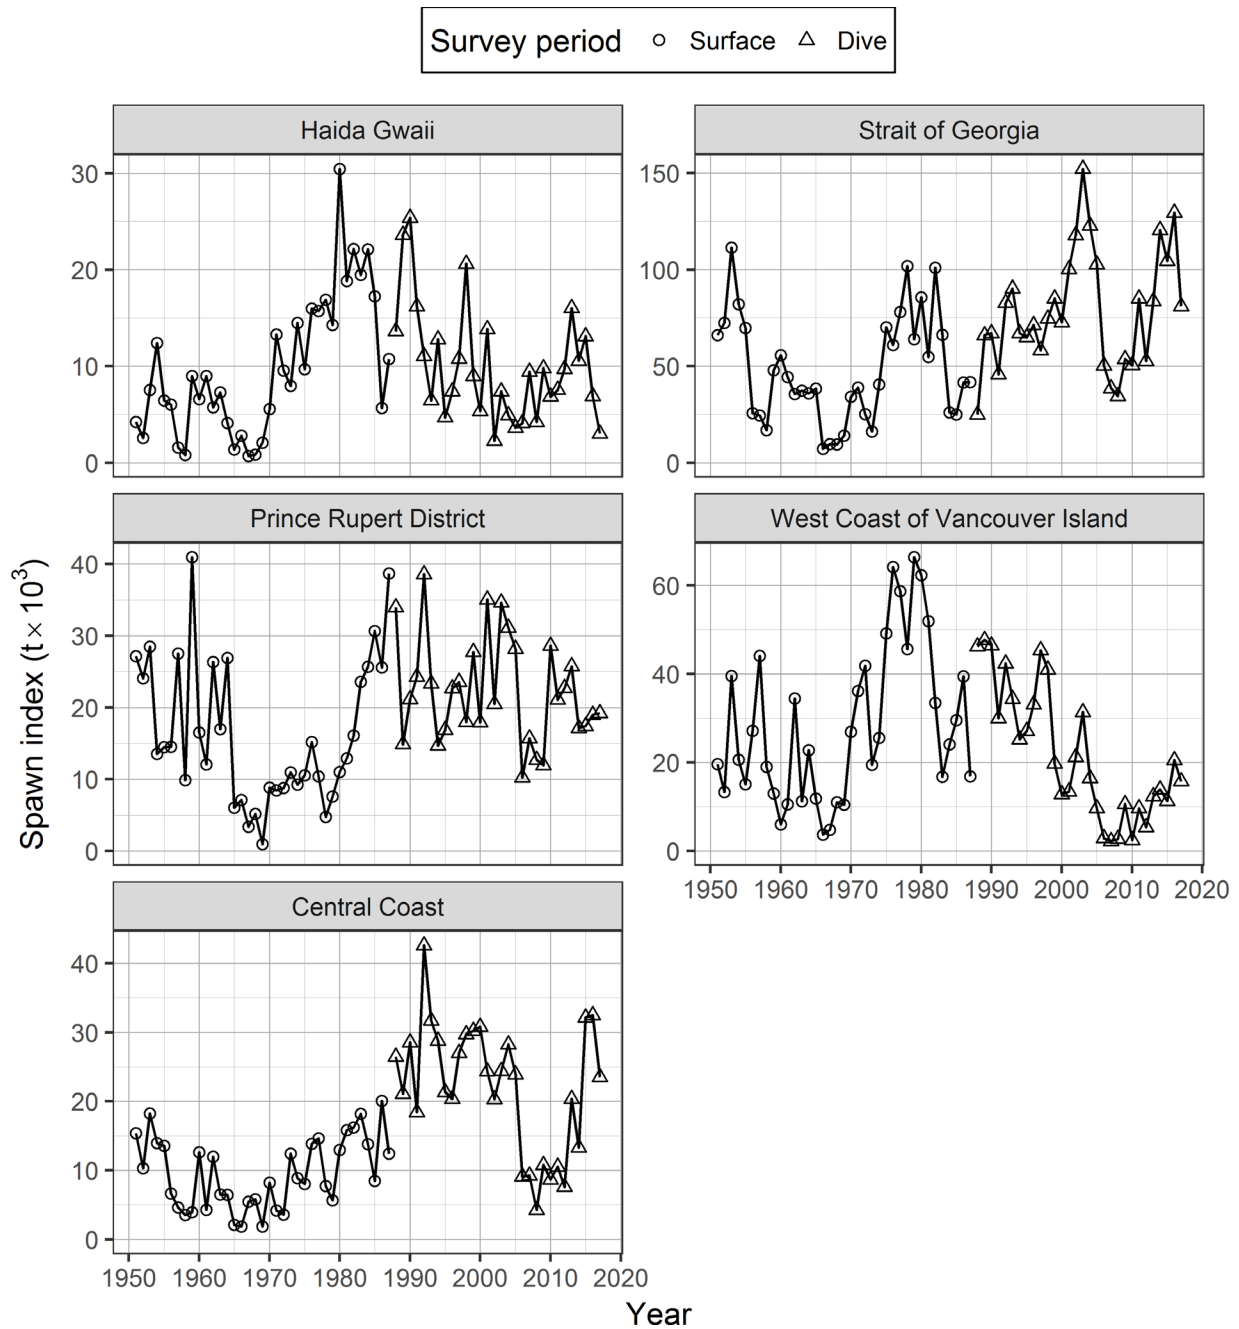 Survey period Surface Dive
Haida Gwaii
30
20
10
0
Strait of Georgia
150
100
50
0
Prince Rupert District
40
30
20
10
0
West Coast of Vancouver Island
60
40
20
0
1950 1960 1970 1980 1990 2000 2010 2020
Central Coast
40
30
20
10
0
1950 1960 1970 1980 1990 2000 2010 2020
Spawn index (t × 10³)
Year